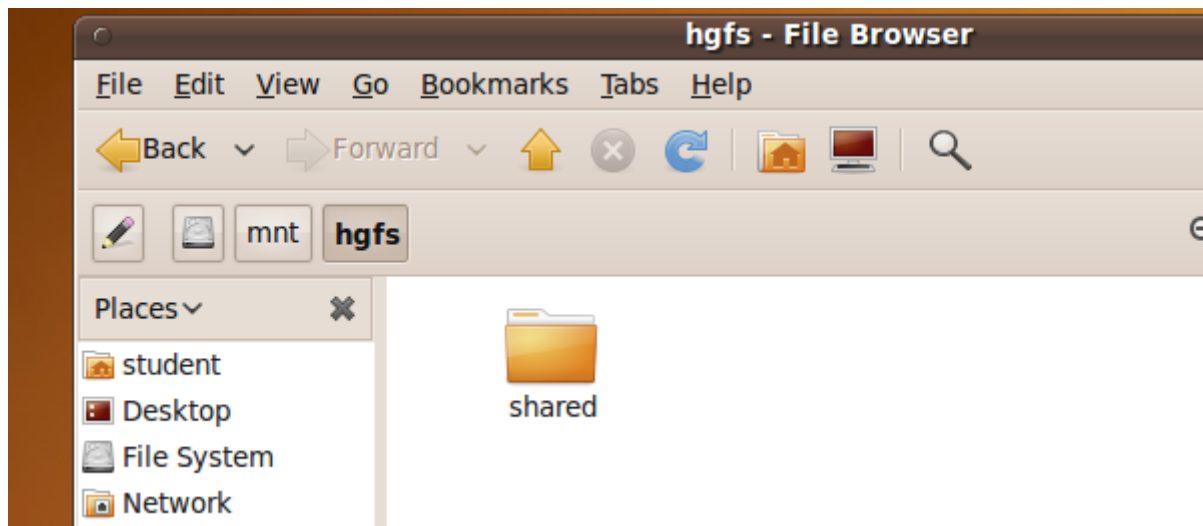 hgfs - File Browser
File Edit View Go Bookmarks Tabs Help
Back Forward
mnt hgfs
Places
student
Desktop
File System
Network
shared